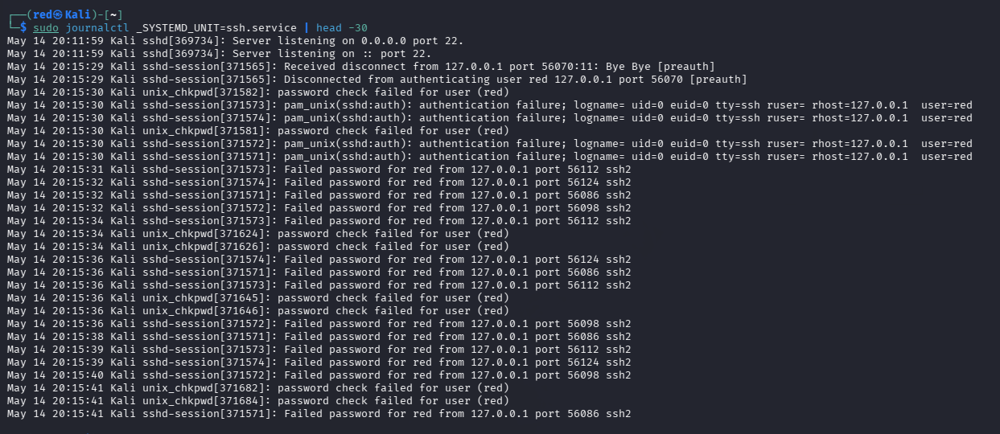 ┌──(red㉿Kali)-[~]
└─$ sudo journalctl _SYSTEMD_UNIT=ssh.service | head -30
May 14 20:11:59 Kali sshd[369734]: Server listening on 0.0.0.0 port 22.
May 14 20:11:59 Kali sshd[369734]: Server listening on :: port 22.
May 14 20:15:29 Kali sshd-session[371565]: Received disconnect from 127.0.0.1 port 56070:11: Bye Bye [preauth]
May 14 20:15:29 Kali sshd-session[371565]: Disconnected from authenticating user red 127.0.0.1 port 56070 [preauth]
May 14 20:15:30 Kali unix_chkpwd[371582]: password check failed for user (red)
May 14 20:15:30 Kali sshd-session[371573]: pam_unix(sshd:auth): authentication failure; logname= uid=0 euid=0 tty=ssh ruser= rhost=127.0.0.1  user=red
May 14 20:15:30 Kali sshd-session[371574]: pam_unix(sshd:auth): authentication failure; logname= uid=0 euid=0 tty=ssh ruser= rhost=127.0.0.1  user=red
May 14 20:15:30 Kali unix_chkpwd[371581]: password check failed for user (red)
May 14 20:15:30 Kali sshd-session[371572]: pam_unix(sshd:auth): authentication failure; logname= uid=0 euid=0 tty=ssh ruser= rhost=127.0.0.1  user=red
May 14 20:15:30 Kali sshd-session[371571]: pam_unix(sshd:auth): authentication failure; logname= uid=0 euid=0 tty=ssh ruser= rhost=127.0.0.1  user=red
May 14 20:15:31 Kali sshd-session[371573]: Failed password for red from 127.0.0.1 port 56112 ssh2
May 14 20:15:32 Kali sshd-session[371574]: Failed password for red from 127.0.0.1 port 56124 ssh2
May 14 20:15:32 Kali sshd-session[371571]: Failed password for red from 127.0.0.1 port 56086 ssh2
May 14 20:15:32 Kali sshd-session[371572]: Failed password for red from 127.0.0.1 port 56098 ssh2
May 14 20:15:34 Kali sshd-session[371573]: Failed password for red from 127.0.0.1 port 56112 ssh2
May 14 20:15:34 Kali unix_chkpwd[371624]: password check failed for user (red)
May 14 20:15:34 Kali unix_chkpwd[371626]: password check failed for user (red)
May 14 20:15:36 Kali sshd-session[371574]: Failed password for red from 127.0.0.1 port 56124 ssh2
May 14 20:15:36 Kali sshd-session[371571]: Failed password for red from 127.0.0.1 port 56086 ssh2
May 14 20:15:36 Kali sshd-session[371573]: Failed password for red from 127.0.0.1 port 56112 ssh2
May 14 20:15:36 Kali unix_chkpwd[371645]: password check failed for user (red)
May 14 20:15:36 Kali unix_chkpwd[371646]: password check failed for user (red)
May 14 20:15:36 Kali sshd-session[371572]: Failed password for red from 127.0.0.1 port 56098 ssh2
May 14 20:15:38 Kali sshd-session[371571]: Failed password for red from 127.0.0.1 port 56086 ssh2
May 14 20:15:39 Kali sshd-session[371573]: Failed password for red from 127.0.0.1 port 56112 ssh2
May 14 20:15:39 Kali sshd-session[371574]: Failed password for red from 127.0.0.1 port 56124 ssh2
May 14 20:15:40 Kali sshd-session[371572]: Failed password for red from 127.0.0.1 port 56098 ssh2
May 14 20:15:41 Kali unix_chkpwd[371682]: password check failed for user (red)
May 14 20:15:41 Kali unix_chkpwd[371684]: password check failed for user (red)
May 14 20:15:41 Kali sshd-session[371571]: Failed password for red from 127.0.0.1 port 56086 ssh2